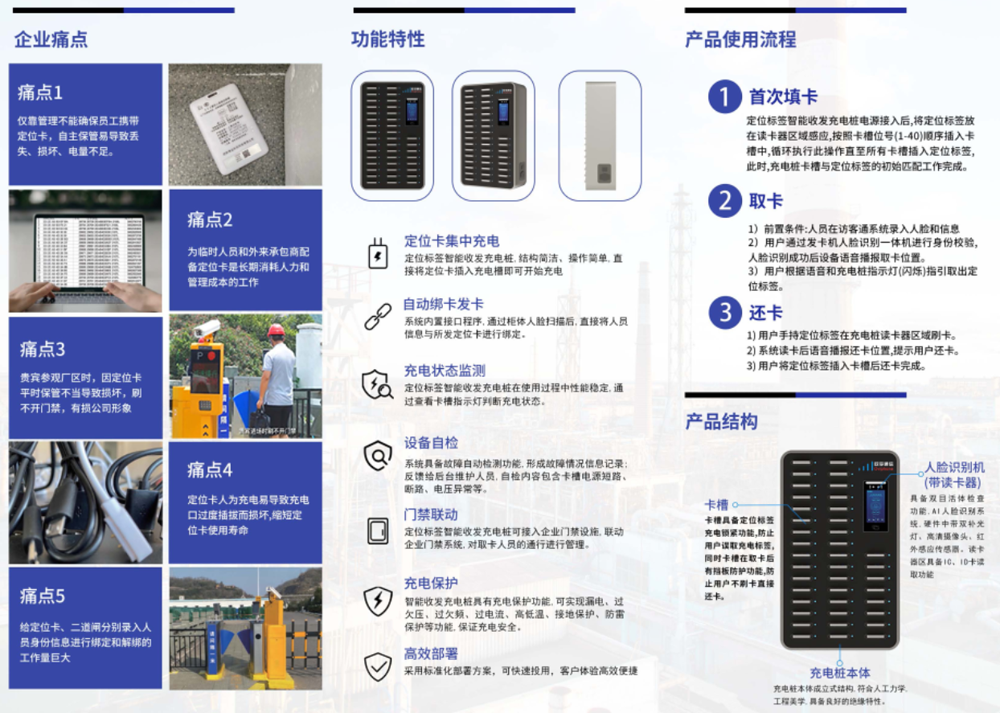 企业痛点
痛点1
仅靠管理不能确保员工携带
定位卡，自主保管易导致丢
失、损坏、电量不足。
痛点2
为临时人员和外来承包商配
备定位卡是长期消耗人力和
管理成本的工作
痛点3
贵宾参观厂区时，因定位卡
平时保管不当导致损坏，刷
不开门禁，有损公司形象
贵宾进场时刷不开门禁
痛点4
定位卡人为充电易导致充电
口过度插拔而损坏,缩短定
位卡使用寿命
痛点5
给定位卡、二道闸分别录入人
员身份信息进行绑定和解绑的
工作量巨大
功能特性
定位卡集中充电
定位标签智能收发充电桩, 结构简洁、操作简单, 直
接将定位卡插入充电槽即可开始充电
自动绑卡发卡
系统内置接口程序, 通过柜体人脸扫描后, 直接将人员
信息与所发定位卡进行绑定。
充电状态监测
定位标签智能收发充电桩在使用过程中性能稳定, 通
过查看卡槽指示灯判断充电状态。
设备自检
系统具备故障自动检测功能, 形成故障情况信息记录;
反馈给后台维护人员, 自检内容包含卡槽电源短路、
断路、电压异常等。
门禁联动
定位标签智能收发充电桩可接入企业门禁设施, 联动
企业门禁系统, 对取卡人员的通行进行管理。
充电保护
智能收发充电桩具有充电保护功能, 可实现漏电、过
欠压、过欠频、过电流、高低温、接地保护、防雷
保护等功能, 保证充电安全。
高效部署
采用标准化部署方案，可快速投用，客户体验高效便捷
产品使用流程
1 首次填卡
定位标签智能收发充电桩电源接入后,将定位标签放
在读卡器区域感应,按照卡槽位号(1-40)顺序插入卡
槽中,循环执行此操作直至所有卡槽插入定位标签,
此时,充电桩卡槽与定位标签的初始匹配工作完成。
2 取卡
1）前置条件:人员在访客通系统录入人脸和信息
2）用户通过发卡机人脸识别一体机进行身份校验,
人脸识别成功后设备语音播报取卡位置。
3）用户根据语音和充电桩指示灯(闪烁)指引取出定
位标签。
3 还卡
1) 用户手持定位标签在充电桩读卡器区域刷卡。
2) 系统读卡后语音播报还卡位置,提示用户还卡。
3) 用户将定位标签插入卡槽后还卡完成。
产品结构
卡槽
卡槽具备定位标签
充电锁紧功能,防止
用户误取充电标签,
同时卡槽在取卡后
有挡板防护功能,防
止用户不刷卡直接
还卡。
人脸识别机
(带读卡器)
具备双目活体检查
功能, AI人脸识别系
统, 硬件中带双补光
灯、高清摄像头、红
外感应传感器。读卡
器区具备IC、ID卡读
取功能
充电桩本体
充电桩本体成立式结构, 符合人工力学,
工程美学, 具备良好的绝缘特性。